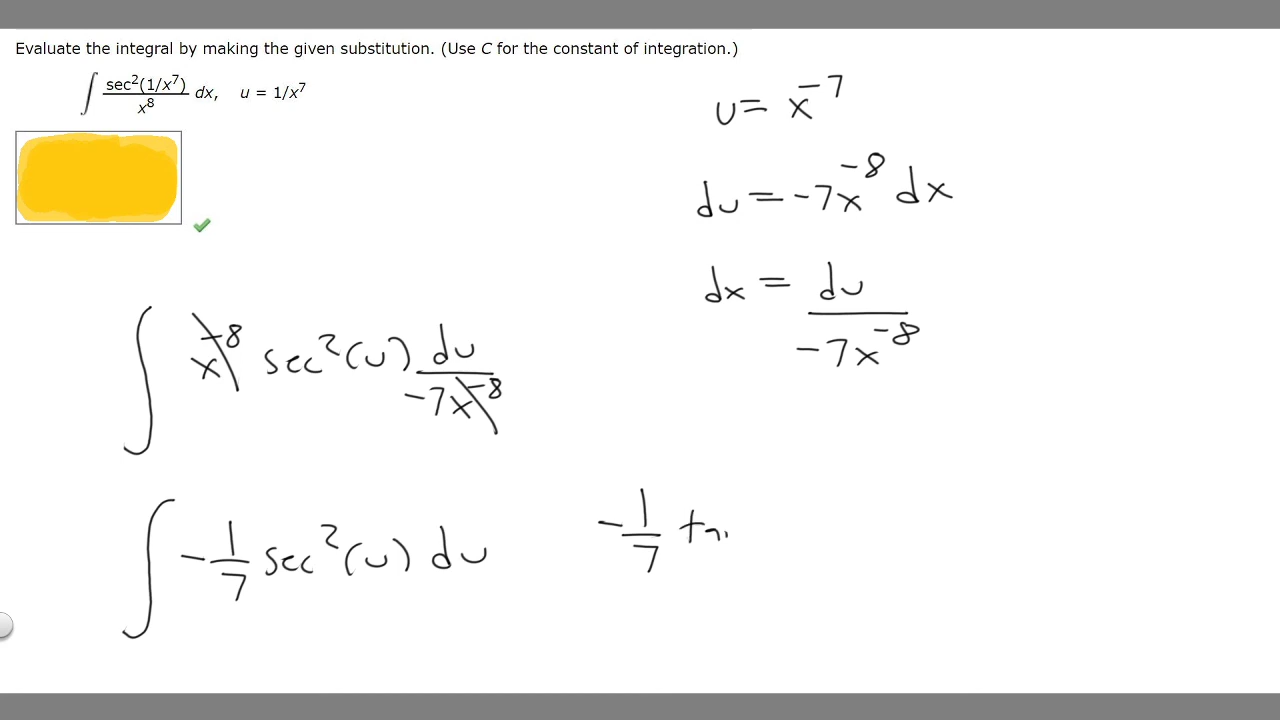 Evaluate the integral by making the given substitution. (Use C for the constant of integration.)
∫ sec²(1/x⁷)/x⁸ dx, u = 1/x⁷
u = x⁻⁷
du = -7x⁻⁸ dx
dx = du/-7x⁻⁸
∫ x⁻⁸ sec²(u) du/-7x⁻⁸
∫ -1/7 sec²(u) du
-1/7 ta